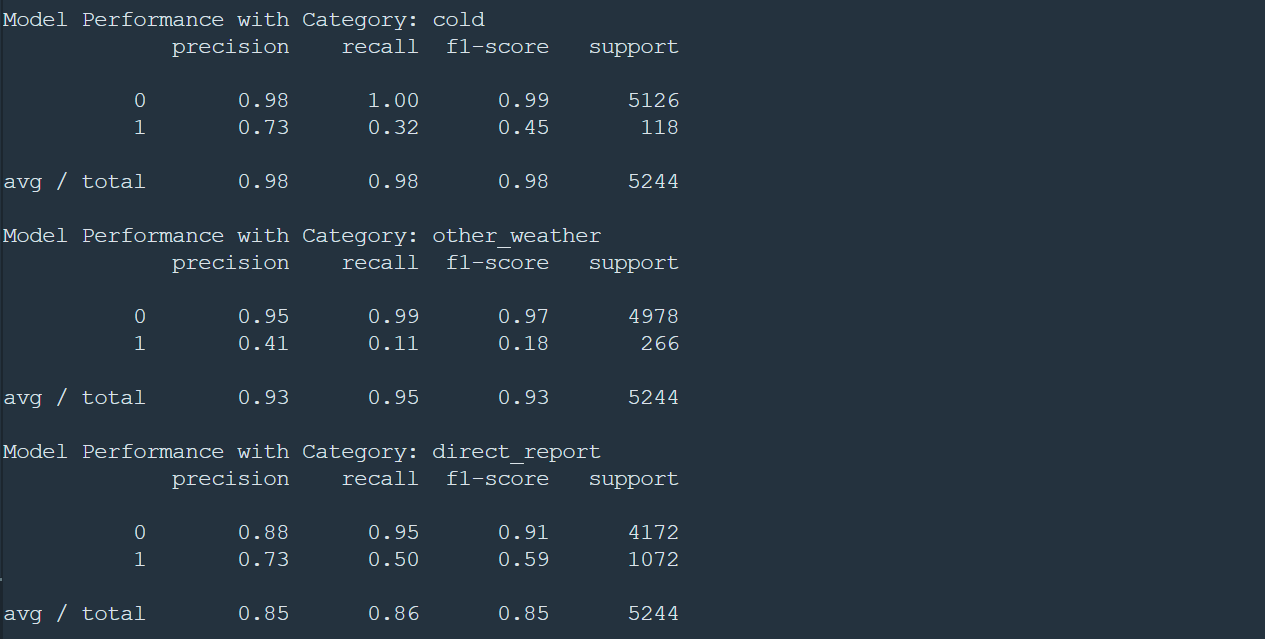 Model Performance with Category: cold
precision recall f1-score support
0 0.98 1.00 0.99 5126
1 0.73 0.32 0.45 118
avg / total 0.98 0.98 0.98 5244
Model Performance with Category: other_weather
precision recall f1-score support
0 0.95 0.99 0.97 4978
1 0.41 0.11 0.18 266
avg / total 0.93 0.95 0.93 5244
Model Performance with Category: direct_report
precision recall f1-score support
0 0.88 0.95 0.91 4172
1 0.73 0.50 0.59 1072
avg / total 0.85 0.86 0.85 5244